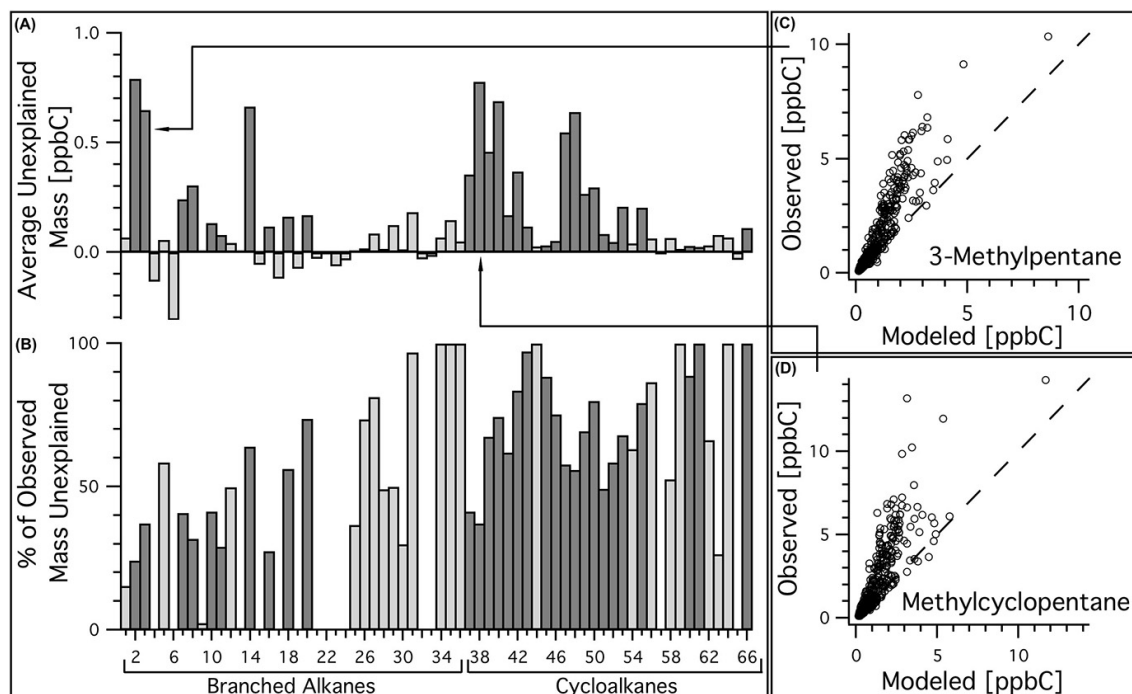 (A)
1.0
0.5
0.0
Average Unexplained
Mass [ppbC]
(B)
100
50
0
% of Observed
Mass Unexplained
2 6 10 14 18 22 26 30 34 38 42 46 50 54 58 62 66
Branched Alkanes Cycloalkanes
(C)
10
5
0
Observed [ppbC]
3-Methylpentane
0 5 10
Modeled [ppbC]
(D)
10
5
0
Observed [ppbC]
Methylcyclopentane
0 5 10
Modeled [ppbC]